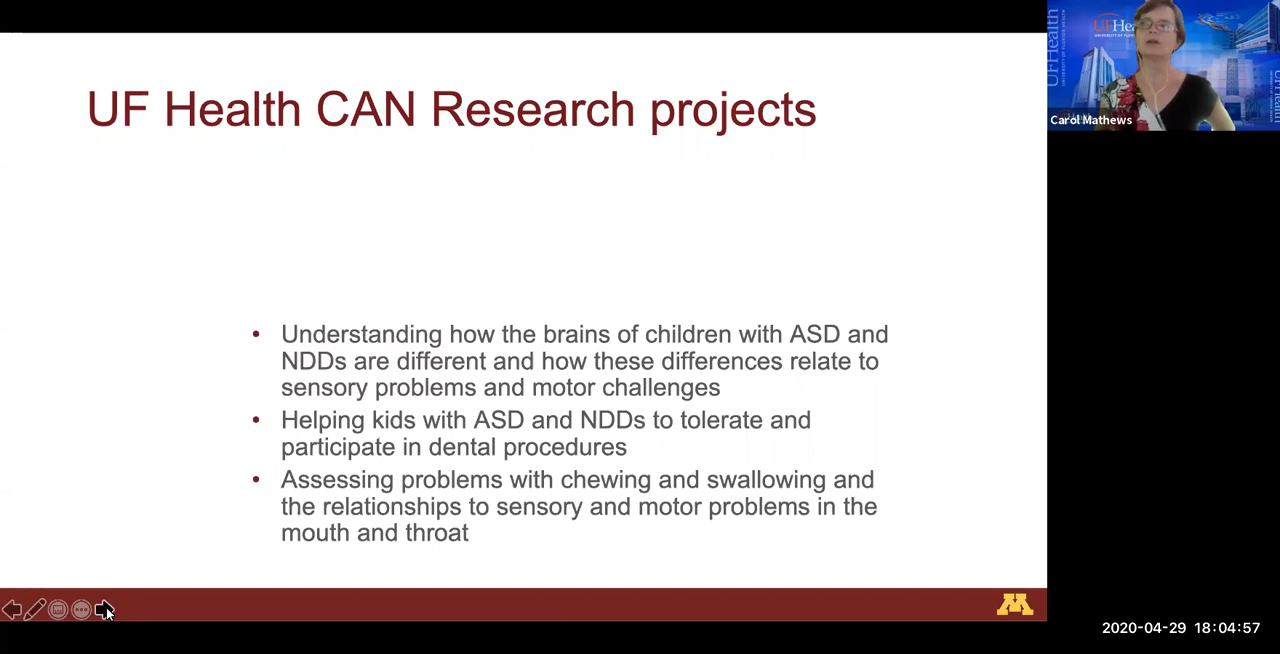 UF Health CAN Research projects
• Understanding how the brains of children with ASD and
NDDs are different and how these differences relate to
sensory problems and motor challenges
• Helping kids with ASD and NDDs to tolerate and
participate in dental procedures
• Assessing problems with chewing and swallowing and
the relationships to sensory and motor problems in the
mouth and throat
M
UFHealth
Carol Mathews
2020-04-29 18:04:57